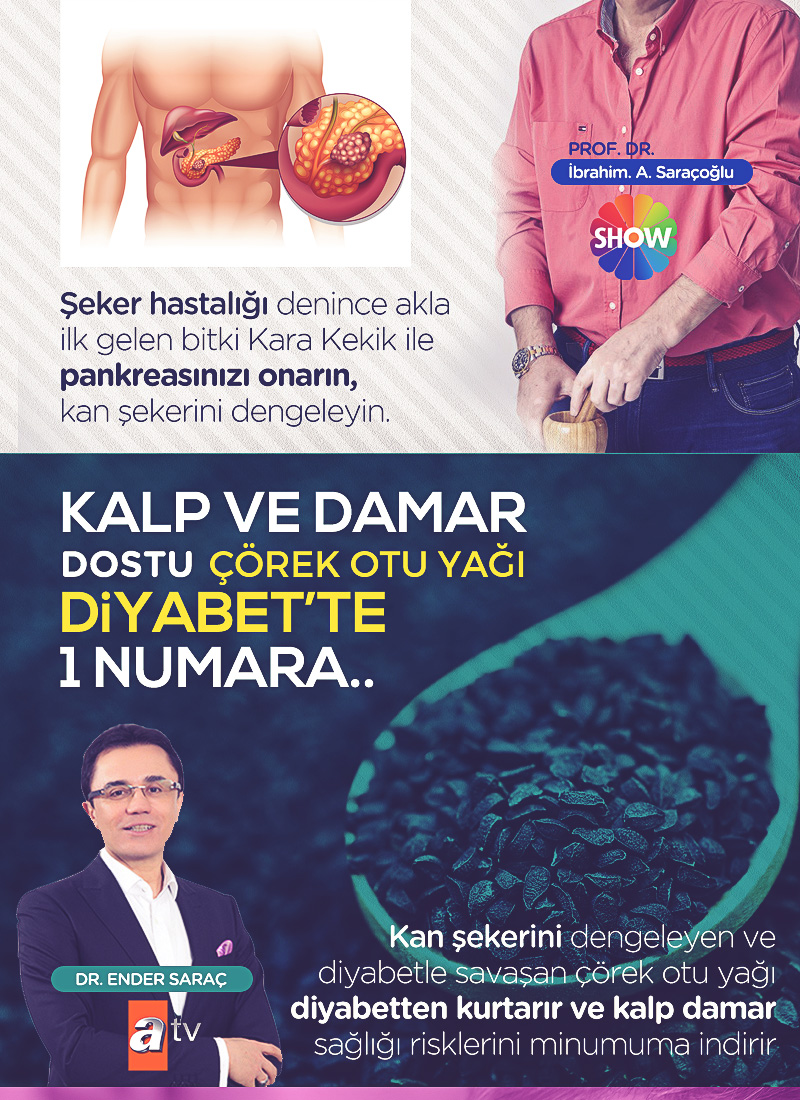 PROF. DR.
İbrahim. A. Saraçoğlu
SHOW
Şeker hastalığı denince akla
ilk gelen bitki Kara Kekik ile
pankreasınızı onarın,
kan şekerini dengeleyin.
KALP VE DAMAR
DOSTU ÇÖREK OTU YAĞI
DiYABET'TE
1 NUMARA..
DR. ENDER SARAÇ
atv
Kan şekerini dengeleyen ve
diyabetle savaşan çörek otu yağı
diyabetten kurtarır ve kalp damar
sağlığı risklerini minumuma indirir